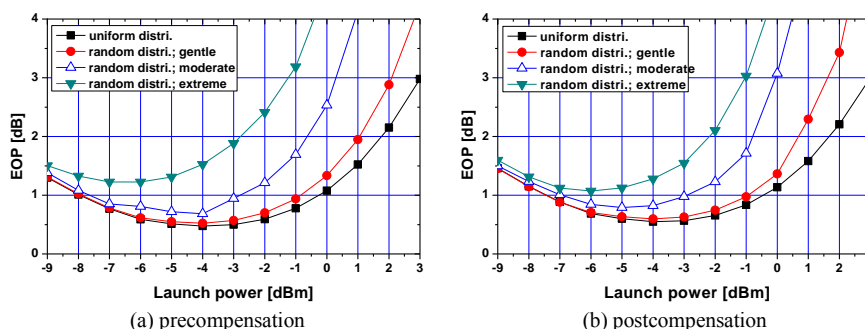 4
3
2
1
0
EOP [dB]
uniform distri.
random distri.; gentle
random distri.; moderate
random distri.; extreme
-9 -8 -7 -6 -5 -4 -3 -2 -1 0 1 2 3
Launch power [dBm]
(a) precompensation
4
3
2
1
0
EOP [dB]
uniform distri.
random distri.; gentle
random distri.; moderate
random distri.; extreme
-9 -8 -7 -6 -5 -4 -3 -2 -1 0 1 2
Launch power [dBm]
(b) postcompensation